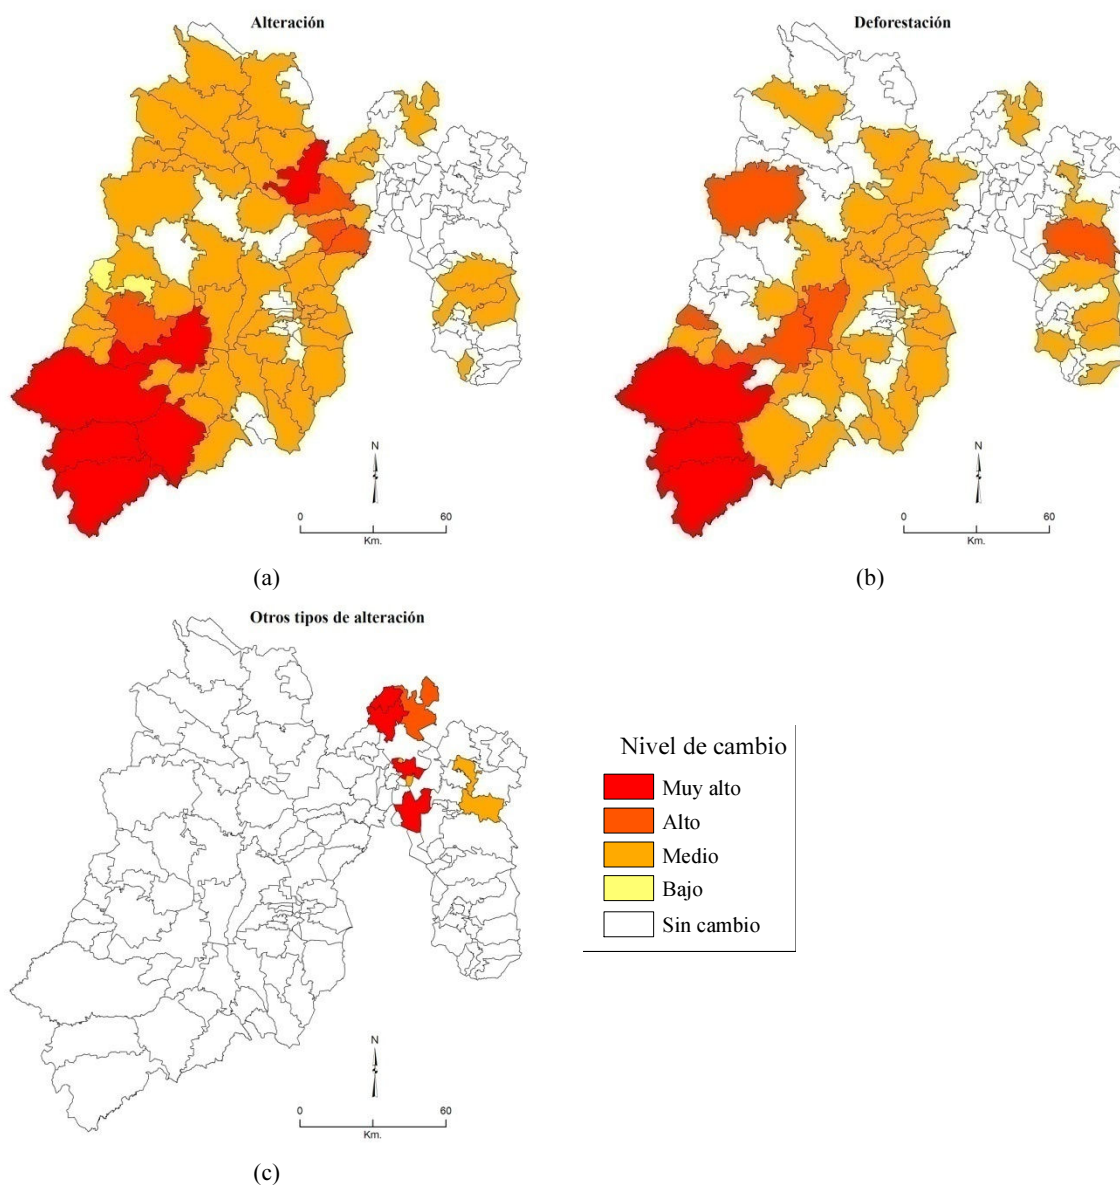 Alteración
Deforestación
N
0 60
Km.
N
0 60
Km.
(a)
(b)
Otros tipos de alteración
Nivel de cambio
Muy alto
Alto
Medio
Bajo
Sin cambio
N
0 60
Km.
(c)